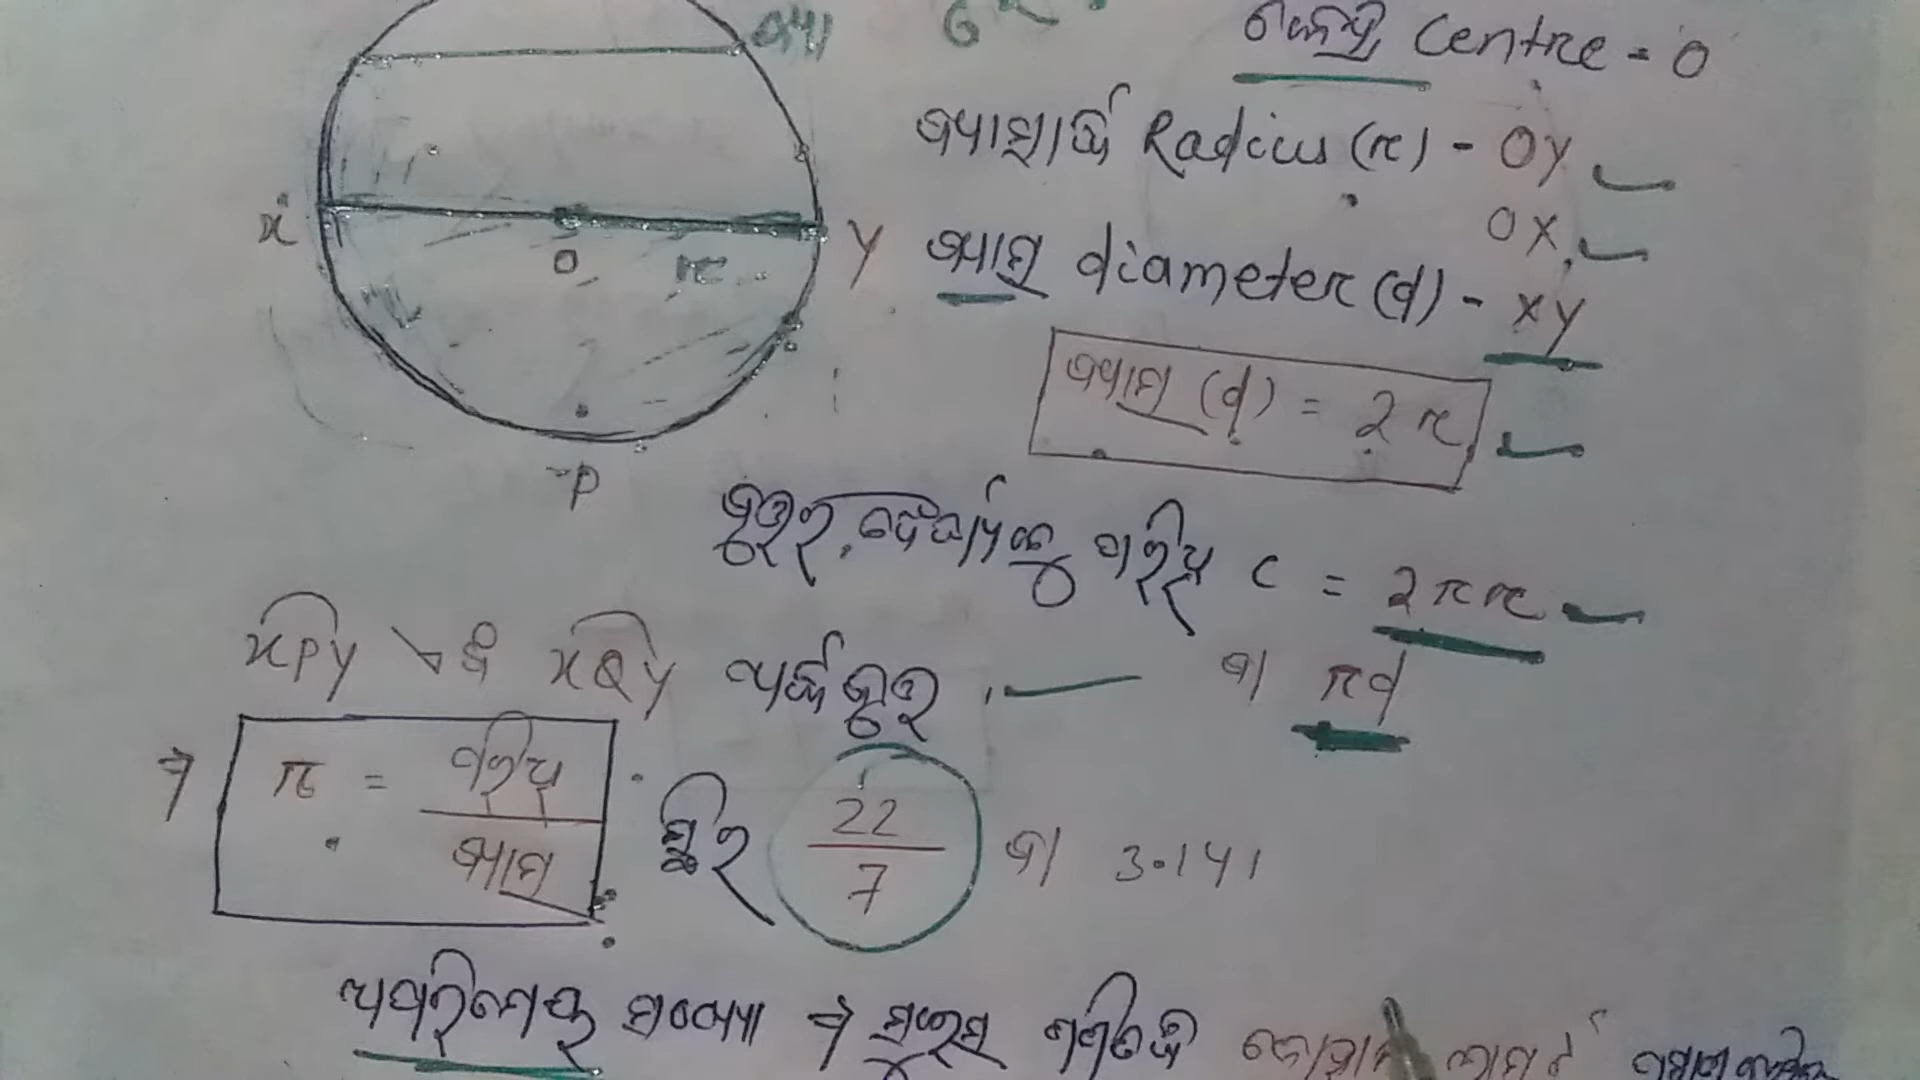 ଜ୍ୟା
କେନ୍ଦ୍ର Centre = O
ବ୍ୟାସାର୍ଦ୍ଧ Radius (r) - OY
OX
X O r Y
ବ୍ୟାସ diameter (d) - XY
ବ୍ୟାସ (d) = 2r
P
ବୃତ୍ତର ଦୈର୍ଘ୍ୟକୁ ପରିଧି C = 2πr
XPY ଓ XQY ଅର୍ଦ୍ଧବୃତ୍ତ
ବା πd
⇒ π = ପରିଧି / ବ୍ୟାସ
ସ୍ଥିର 22/7 ବା 3.141
ଅପରିମେୟ ସଂଖ୍ୟା ⇒